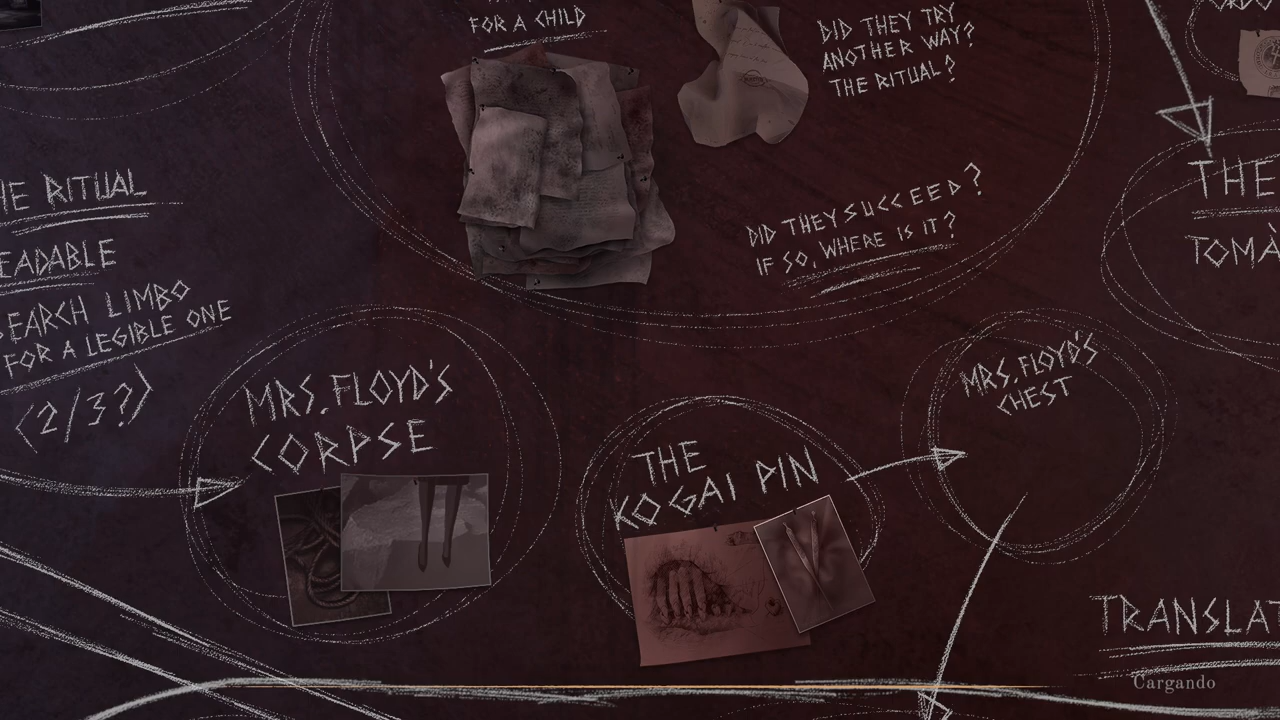 FOR A CHILD
DID THEY TRY
ANOTHER WAY?
THE RITUAL?
DID THEY SUCCEED?
IF SO, WHERE IS IT?
HE RITUAL
EADABLE
EARCH LIMBO
FOR A LEGIBLE ONE
(2/3?)
MRS. FLOYD'S
CORPSE
THE
KOGAI PIN
MRS. FLOYD'S
CHEST
THE
TOMÀ
TRANSLAT
Cargando